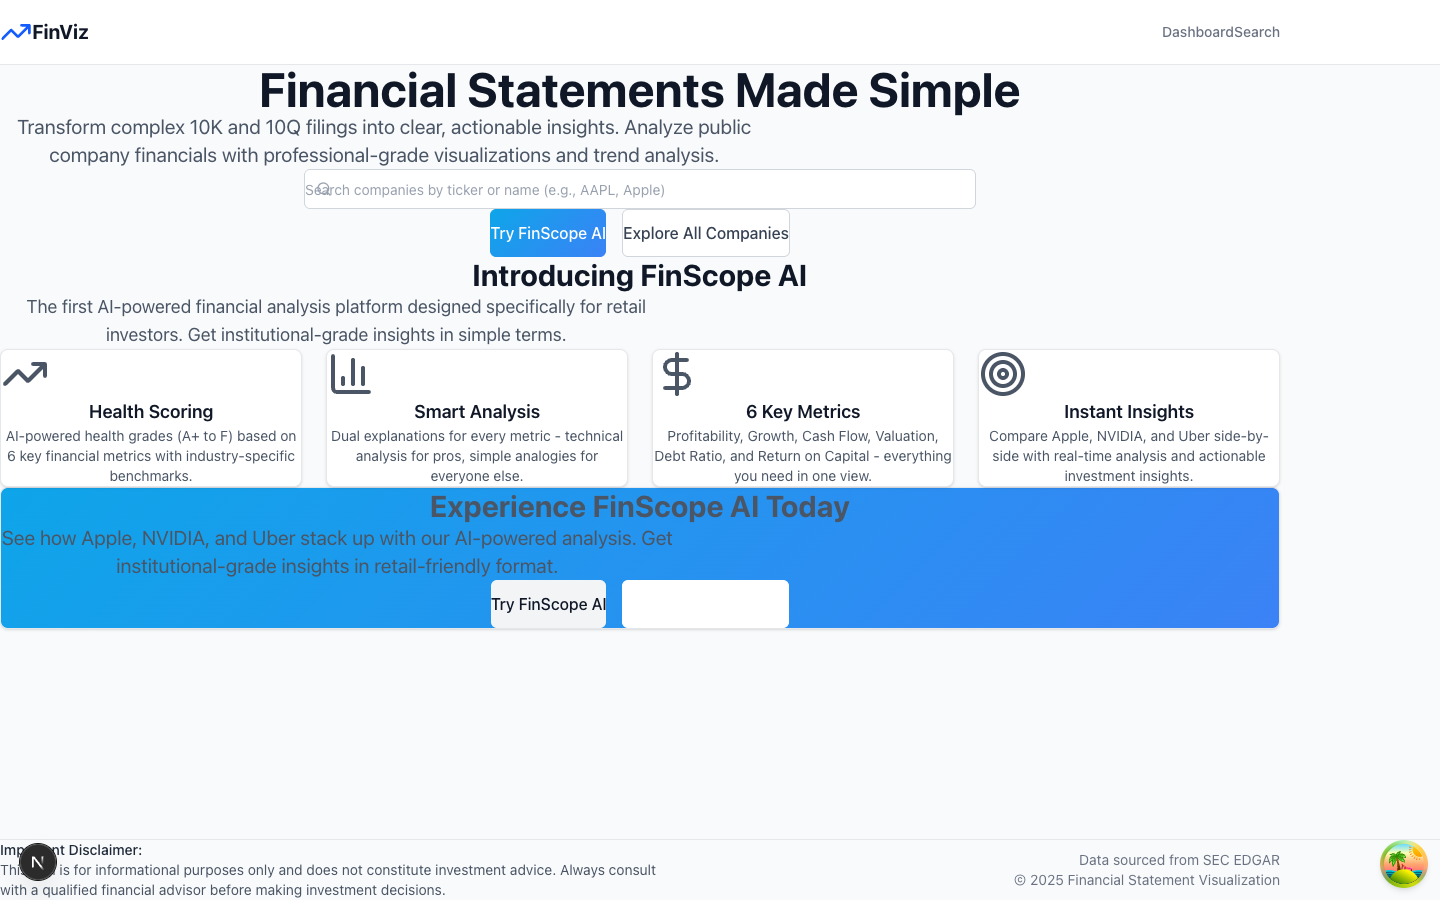 FinViz
Dashboard
Search
Financial Statements Made Simple
Transform complex 10K and 10Q filings into clear, actionable insights. Analyze public
company financials with professional-grade visualizations and trend analysis.
Search companies by ticker or name (e.g., AAPL, Apple)
Try FinScope AI
Explore All Companies
Introducing FinScope AI
The first AI-powered financial analysis platform designed specifically for retail
investors. Get institutional-grade insights in simple terms.
Health Scoring
AI-powered health grades (A+ to F) based on
6 key financial metrics with industry-specific
benchmarks.
Smart Analysis
Dual explanations for every metric - technical
analysis for pros, simple analogies for
everyone else.
6 Key Metrics
Profitability, Growth, Cash Flow, Valuation,
Debt Ratio, and Return on Capital - everything
you need in one view.
Instant Insights
Compare Apple, NVIDIA, and Uber side-by-
side with real-time analysis and actionable
investment insights.
Experience FinScope AI Today
See how Apple, NVIDIA, and Uber stack up with our AI-powered analysis. Get
institutional-grade insights in retail-friendly format.
Try FinScope AI
Disclaimer:
is for informational purposes only and does not constitute investment advice. Always consult
with a qualified financial advisor before making investment decisions.
N
Data sourced from SEC EDGAR
© 2025 Financial Statement Visualization